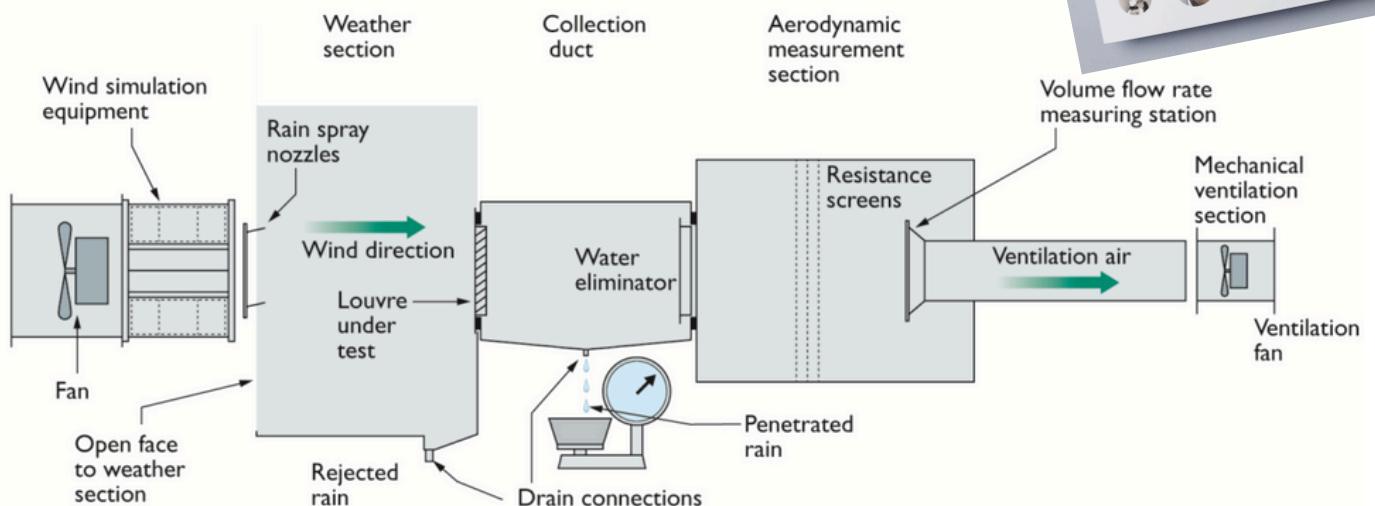 Weather
section
Collection
duct
Aerodynamic
measurement
section
Wind simulation
equipment
Volume flow rate
measuring station
Rain spray
nozzles
Mechanical
ventilation
section
Resistance
screens
Wind direction
Water
eliminator
Ventilation air
Louvre
under
test
Ventilation
fan
Fan
Open face
to weather
section
Penetrated
rain
Rejected
rain
Drain connections